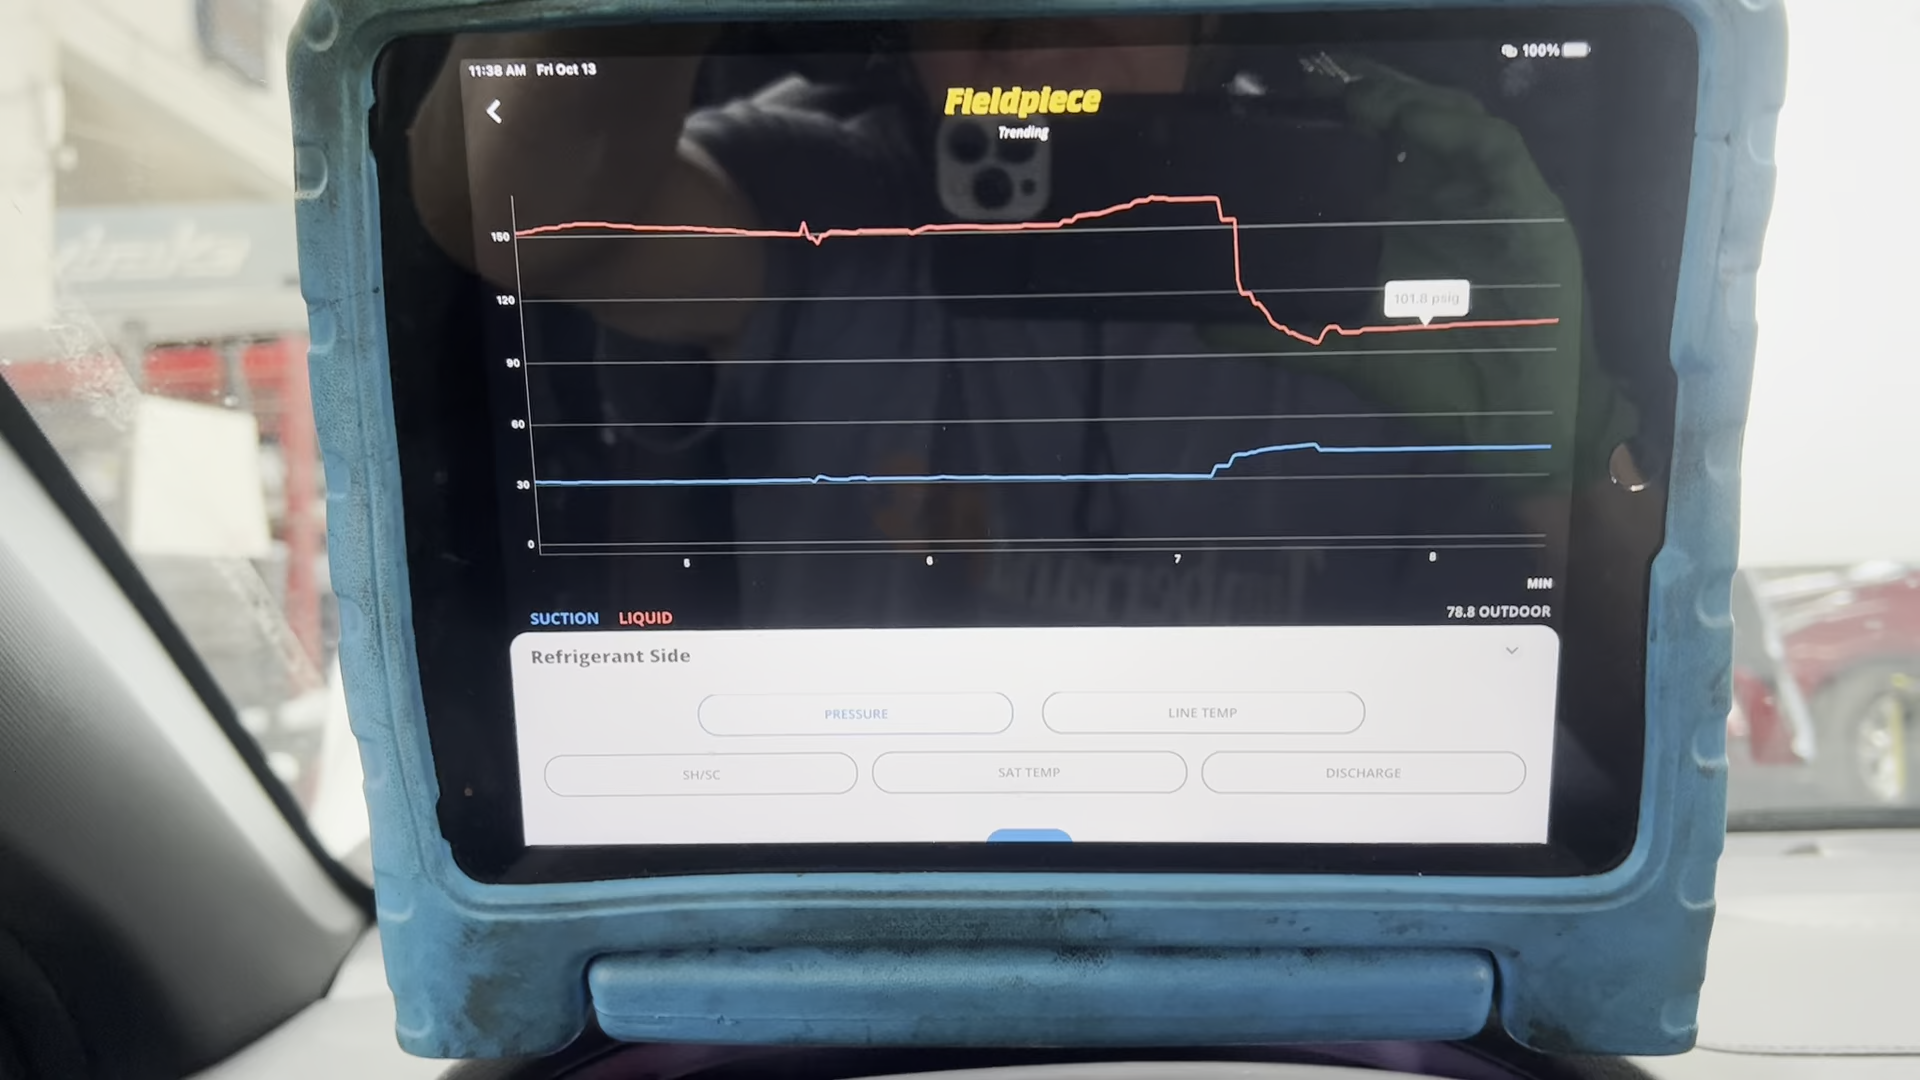 11:38 AM Fri Oct 13
100%
Fieldpiece
Trending
150
120
101.8 psig
90
60
30
0
5 6 7 8
MIN
SUCTION LIQUID
78.8 OUTDOOR
Refrigerant Side
PRESSURE LINE TEMP
SH/SC SAT TEMP DISCHARGE